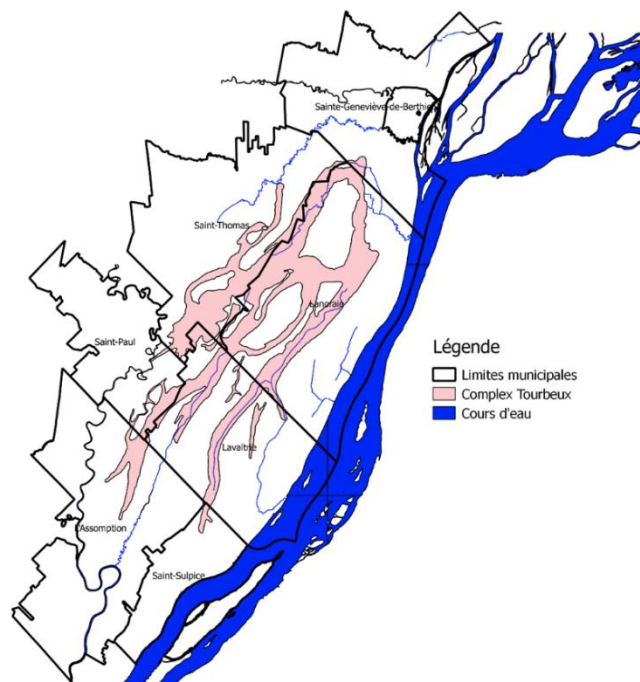 Sainte-Geneviève-de-Berthie
Saint-Thomas
Lanoraie
Saint-Paul
Légende
Limites municipales
Complex Tourbeux
Cours d'eau
Lavaltrie
L'Assomption
Saint-Sulpice